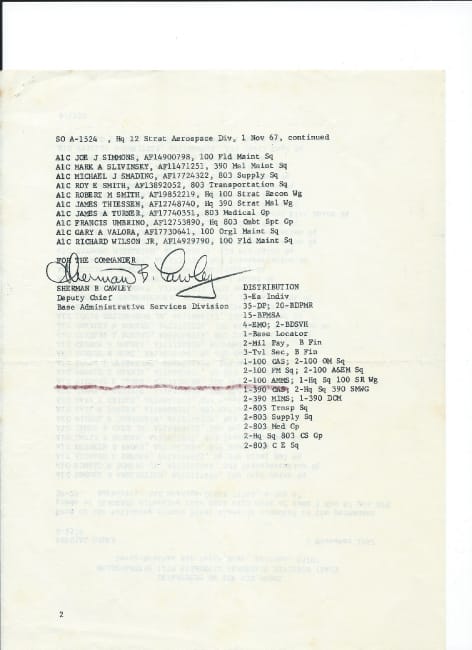 SO A-1524 , Hq 12 Strat Aerospace Div, 1 Nov 67, continued
A1C JOE J SIMMONS, AF14900798, 100 Fld Maint Sq
A1C MARK A SLIVINSKY, AF11471251, 390 Msl Maint Sq
A1C MICHAEL J SMADING, AF17724322, 803 Supply Sq
A1C ROY E SMITH, AF13892052, 803 Transportation Sq
A1C ROBERT M SMITH, AF19852219, Hq 100 Strat Recon Wg
A1C JAMES THIESSEN, AF12748740, Hq 390 Strat Msl Wg
A1C JAMES A TURNER, AF17740351, 803 Medical Gp
A1C FRANCIS UMBRINO, AF12753890, Hq 803 Cmbt Spt Gp
A1C GARY A VALORA, AF17730641, 100 Orgl Maint Sq
A1C RICHARD WILSON JR, AF14929790, 100 Fld Maint Sq
FOR THE COMMANDER
Sherman B. Cawley
SHERMAN B CAWLEY
Deputy Chief
Base Administrative Services Division
DISTRIBUTION
3-Ea Indiv
35-DP; 20-BDPMR
15-BPMSA
4-EMO; 2-BDSVH
1-Base Locator
2-Mil Pay, B Fin
3-Tvl Sec, B Fin
1-100 CAS; 2-100 OM Sq
2-100 FM Sq; 2-100 A&EM Sq
2-100 AMMS; 1-Hq Sq 100 SR Wg
1-390 CAS; 2-Hq Sq 390 SMWG
2-390 MIMS; 1-390 DCM
2-803 Trnsp Sq
2-803 Supply Sq
2-803 Med Gp
2-Hq Sq 803 CS Gp
2-803 C E Sq
2